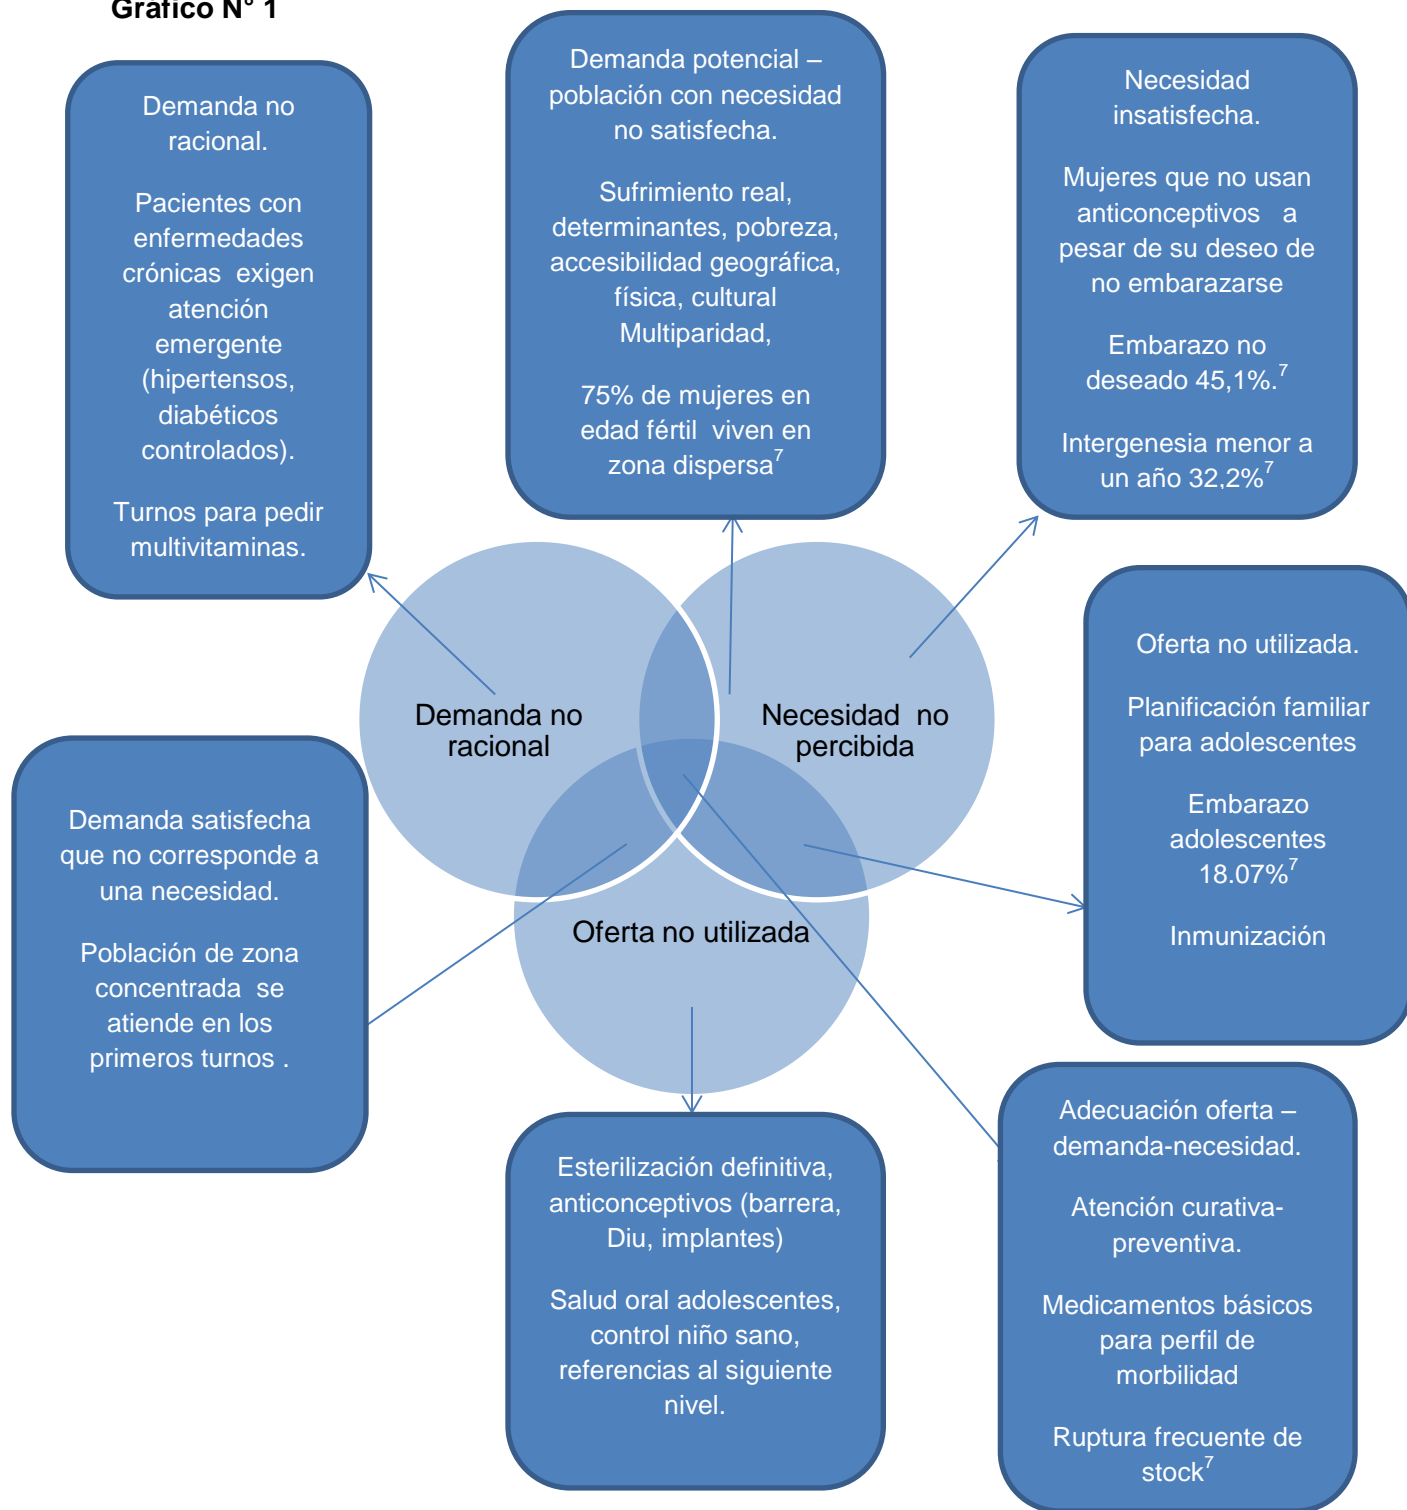 Gráfico N° 1
Demanda no
racional.
Pacientes con
enfermedades
crónicas exigen
atención
emergente
(hipertensos,
diabéticos
controlados).
Turnos para pedir
multivitaminas.
Demanda potencial –
población con necesidad
no satisfecha.
Sufrimiento real,
determinantes, pobreza,
accesibilidad geográfica,
física, cultural
Multiparidad,
75% de mujeres en
edad fértil viven en
zona dispersa7
Necesidad
insatisfecha.
Mujeres que no usan
anticonceptivos a
pesar de su deseo de
no embarazarse
Embarazo no
deseado 45,1%.7
Intergenesia menor a
un año 32,2%7
Demanda no
racional
Necesidad no
percibida
Oferta no utilizada
Oferta no utilizada.
Planificación familiar
para adolescentes
Embarazo
adolescentes
18.07%7
Inmunización
Demanda satisfecha
que no corresponde a
una necesidad.
Población de zona
concentrada se
atiende en los
primeros turnos .
Esterilización definitiva,
anticonceptivos (barrera,
Diu, implantes)
Salud oral adolescentes,
control niño sano,
referencias al siguiente
nivel.
Adecuación oferta –
demanda-necesidad.
Atención curativa-
preventiva.
Medicamentos básicos
para perfil de
morbilidad
Ruptura frecuente de
stock7